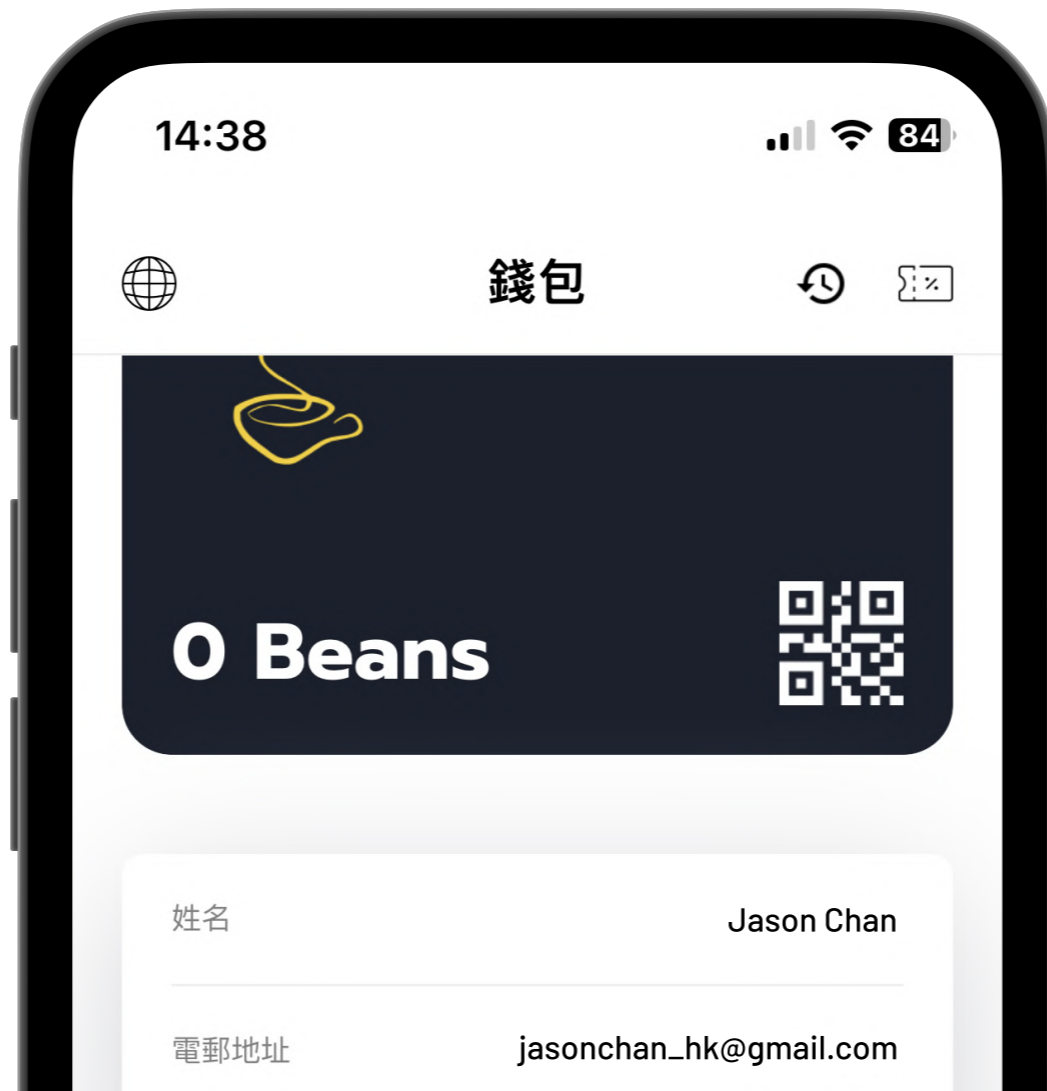 14:38
84
錢包
0 Beans
姓名
Jason Chan
電郵地址
jasonchan_hk@gmail.com